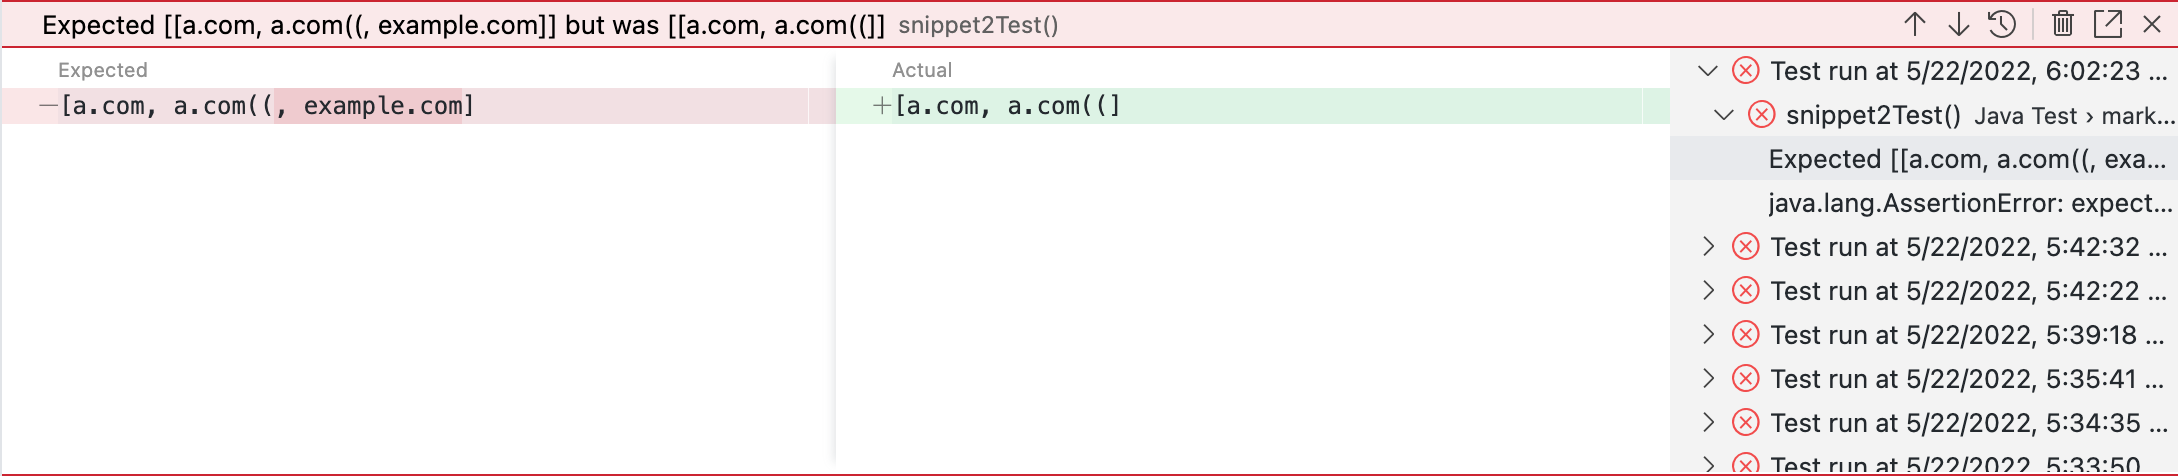 Expected [[a.com, a.com((, example.com]] but was [[a.com, a.com((]] snippet2Test()
Expected
Actual
—[a.com, a.com((, example.com]
+[a.com, a.com((]
Test run at 5/22/2022, 6:02:23 ...
snippet2Test() Java Test › mark...
Expected [[a.com, a.com((, exa...
java.lang.AssertionError: expect...
Test run at 5/22/2022, 5:42:32 ...
Test run at 5/22/2022, 5:42:22 ...
Test run at 5/22/2022, 5:39:18 ...
Test run at 5/22/2022, 5:35:41 ...
Test run at 5/22/2022, 5:34:35 ...
Test run at 5/22/2022, 5:33:50 ...